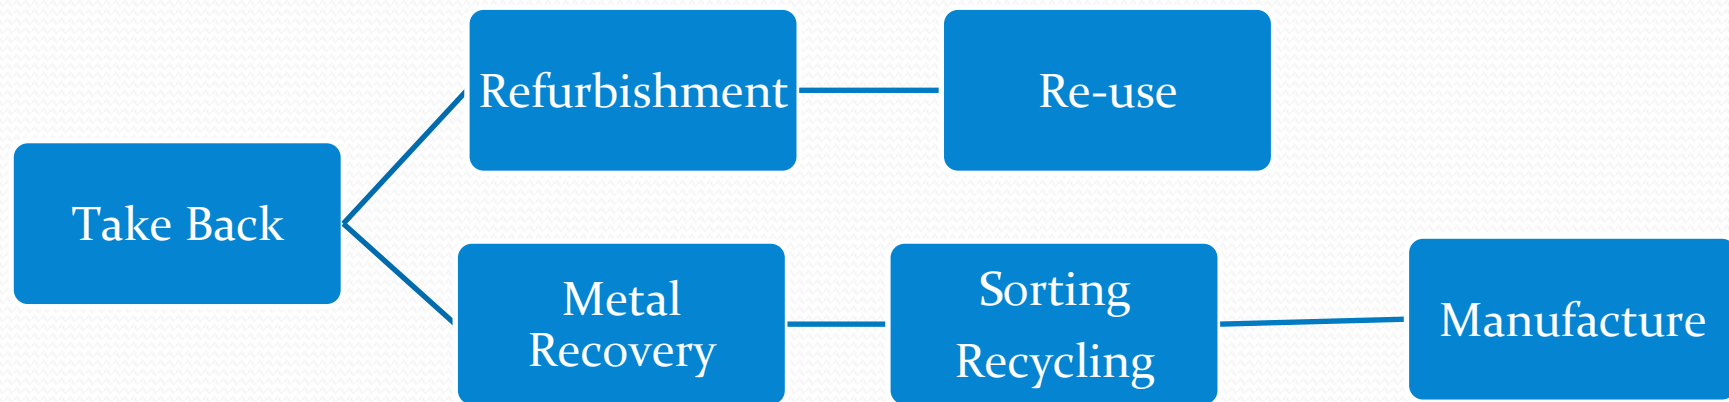 Refurbishment
Re-use
Take Back
Metal
Recovery
Sorting
Recycling
Manufacture